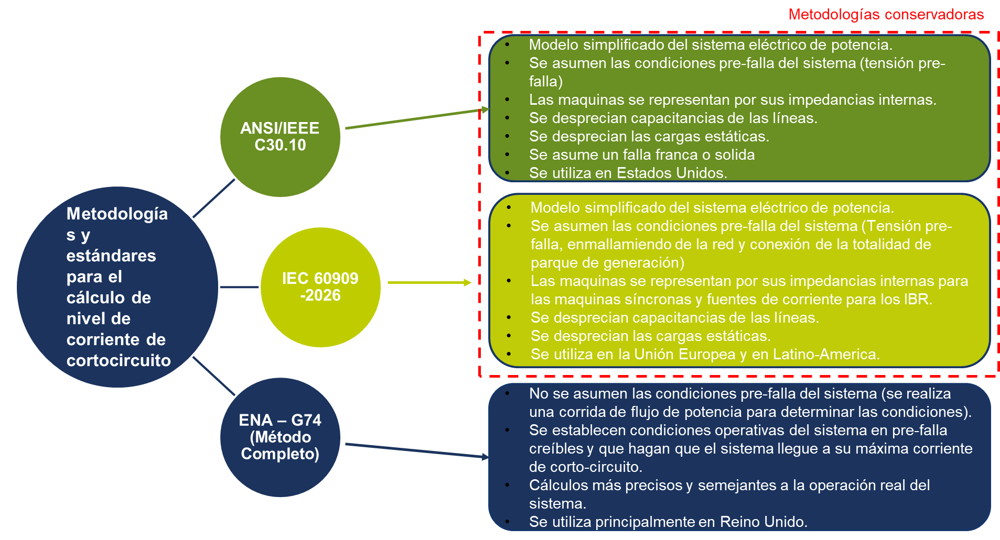 Metodologías conservadoras
Metodología
s y
estándares
para el
cálculo de
nivel de
corriente de
cortocircuito
ANSI/IEEE
C30.10
• Modelo simplificado del sistema eléctrico de potencia.
• Se asumen las condiciones pre-falla del sistema (tensión pre-
falla)
• Las maquinas se representan por sus impedancias internas.
• Se desprecian capacitancias de las líneas.
• Se desprecian las cargas estáticas.
• Se asume un falla franca o solida
• Se utiliza en Estados Unidos.
IEC 60909
-2026
• Modelo simplificado del sistema eléctrico de potencia.
• Se asumen las condiciones pre-falla del sistema (Tensión pre-
falla, enmallamiendo de la red y conexión de la totalidad de
parque de generación)
• Las maquinas se representan por sus impedancias internas para
las maquinas síncronas y fuentes de corriente para los IBR.
• Se desprecian capacitancias de las líneas.
• Se desprecian las cargas estáticas.
• Se utiliza en la Unión Europea y en Latino-America.
ENA – G74
(Método
Completo)
• No se asumen las condiciones pre-falla del sistema (se realiza
una corrida de flujo de potencia para determinar las condiciones).
• Se establecen condiciones operativas del sistema en pre-falla
creíbles y que hagan que el sistema llegue a su máxima corriente
de corto-circuito.
• Cálculos más precisos y semejantes a la operación real del
sistema.
• Se utiliza principalmente en Reino Unido.